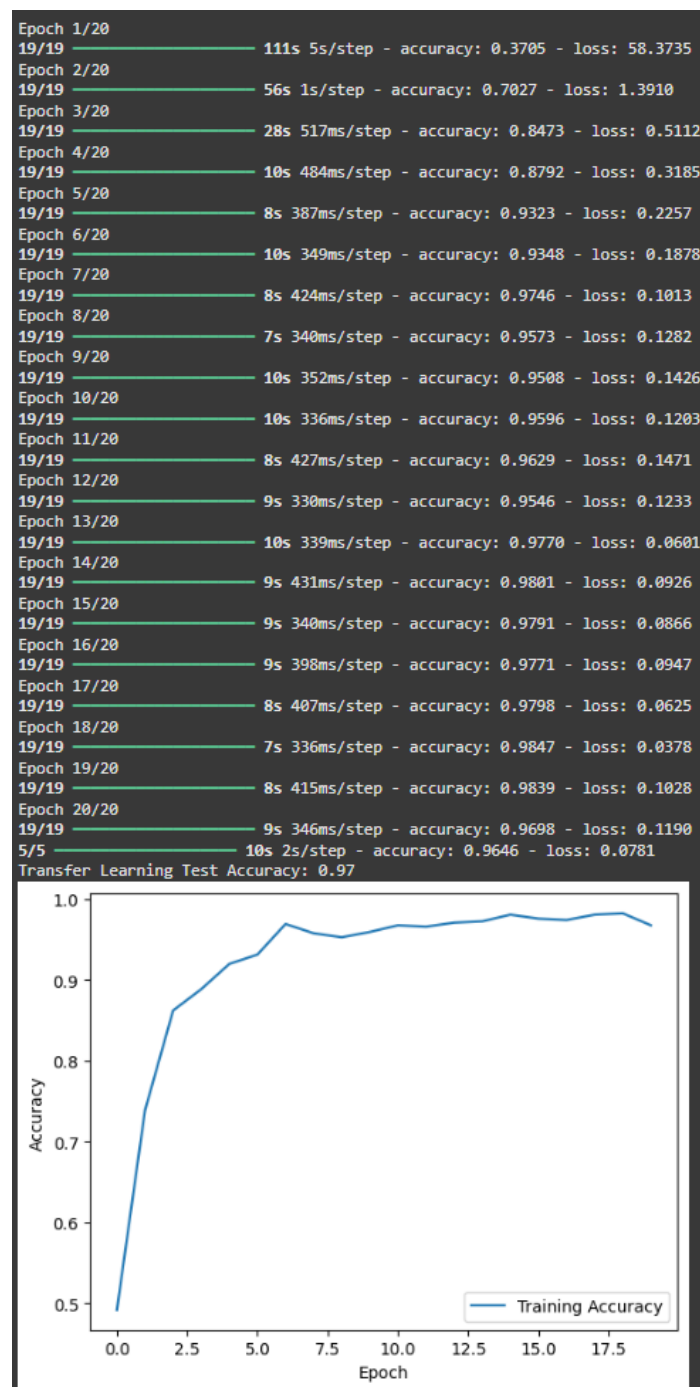 Epoch 1/20
19/19 111s 5s/step - accuracy: 0.3705 - loss: 58.3735
Epoch 2/20
19/19 56s 1s/step - accuracy: 0.7027 - loss: 1.3910
Epoch 3/20
19/19 28s 517ms/step - accuracy: 0.8473 - loss: 0.5112
Epoch 4/20
19/19 10s 484ms/step - accuracy: 0.8792 - loss: 0.3185
Epoch 5/20
19/19 8s 387ms/step - accuracy: 0.9323 - loss: 0.2257
Epoch 6/20
19/19 10s 349ms/step - accuracy: 0.9348 - loss: 0.1878
Epoch 7/20
19/19 8s 424ms/step - accuracy: 0.9746 - loss: 0.1013
Epoch 8/20
19/19 7s 340ms/step - accuracy: 0.9573 - loss: 0.1282
Epoch 9/20
19/19 10s 352ms/step - accuracy: 0.9508 - loss: 0.1426
Epoch 10/20
19/19 10s 336ms/step - accuracy: 0.9596 - loss: 0.1203
Epoch 11/20
19/19 8s 427ms/step - accuracy: 0.9629 - loss: 0.1471
Epoch 12/20
19/19 9s 330ms/step - accuracy: 0.9546 - loss: 0.1233
Epoch 13/20
19/19 10s 339ms/step - accuracy: 0.9770 - loss: 0.0601
Epoch 14/20
19/19 9s 431ms/step - accuracy: 0.9801 - loss: 0.0926
Epoch 15/20
19/19 9s 340ms/step - accuracy: 0.9791 - loss: 0.0866
Epoch 16/20
19/19 9s 398ms/step - accuracy: 0.9771 - loss: 0.0947
Epoch 17/20
19/19 8s 407ms/step - accuracy: 0.9798 - loss: 0.0625
Epoch 18/20
19/19 7s 336ms/step - accuracy: 0.9847 - loss: 0.0378
Epoch 19/20
19/19 8s 415ms/step - accuracy: 0.9839 - loss: 0.1028
Epoch 20/20
19/19 9s 346ms/step - accuracy: 0.9698 - loss: 0.1190
5/5 10s 2s/step - accuracy: 0.9646 - loss: 0.0781
Transfer Learning Test Accuracy: 0.97
1.0
0.9
0.8
0.7
0.6
0.5
Accuracy
Training Accuracy
0.0 2.5 5.0 7.5 10.0 12.5 15.0 17.5
Epoch